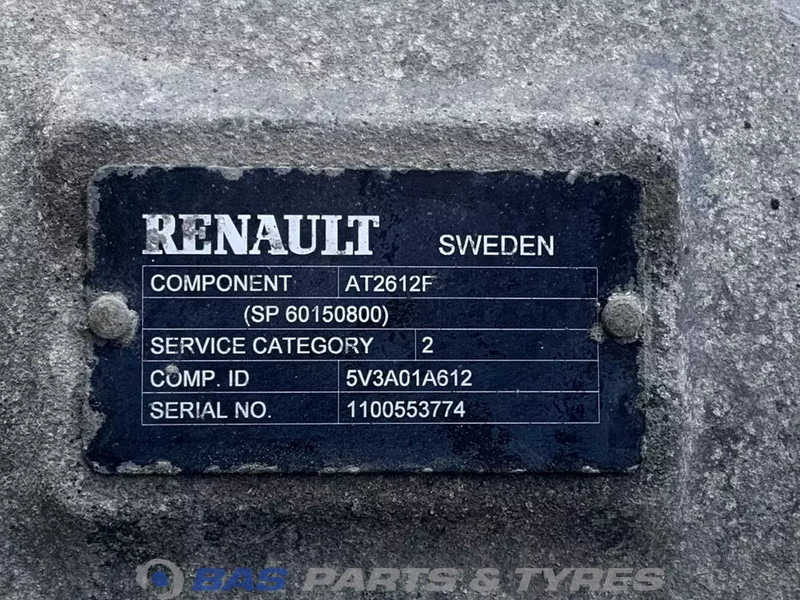 RENAULT SWEDEN
COMPONENT AT2612F
(SP 60150800)
SERVICE CATEGORY 2
COMP. ID 5V3A01A612
SERIAL NO. 1100553774
BAS PARTS & TYRES